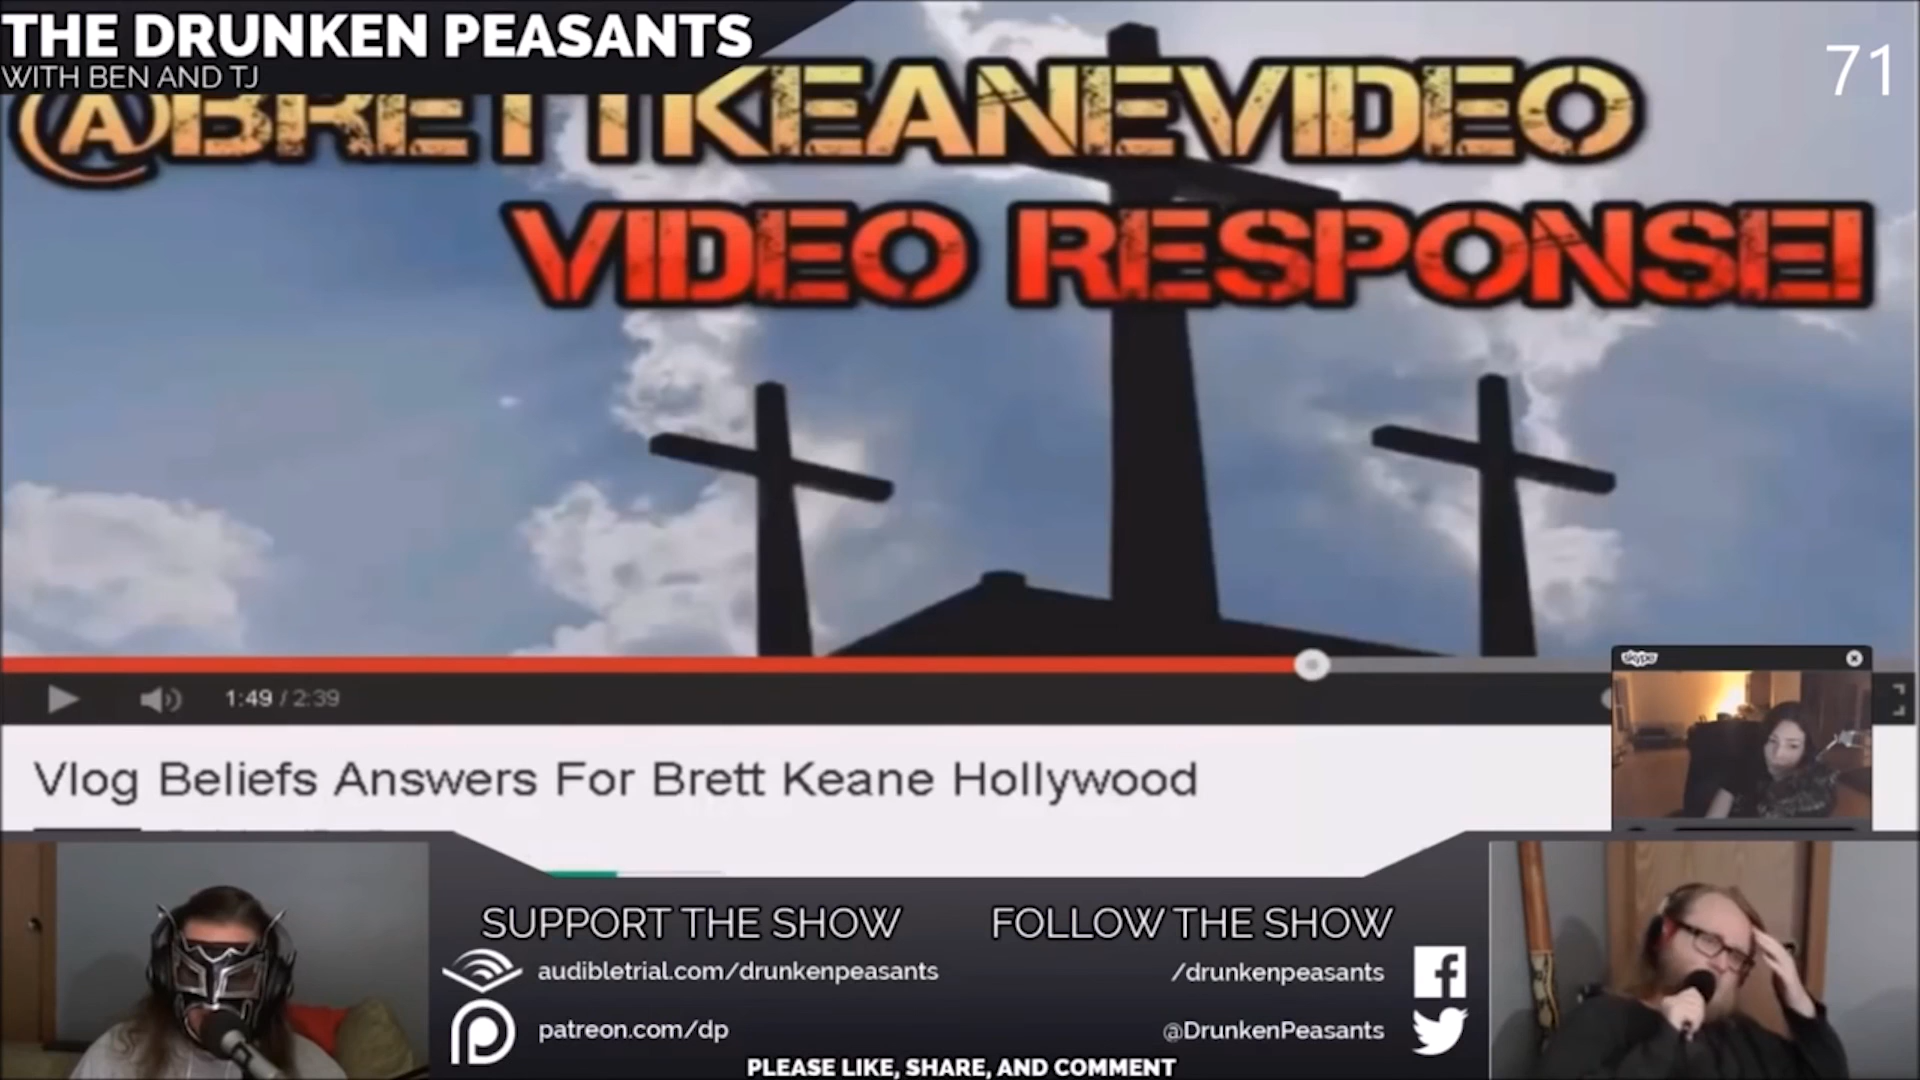 THE DRUNKEN PEASANTS
WITH BEN AND TJ
71
@BRETTKEANEVIDEO
VIDEO RESPONSE!
1:49 / 2:39
skype
Vlog Beliefs Answers For Brett Keane Hollywood
SUPPORT THE SHOW
audibletrial.com/drunkenpeasants
patreon.com/dp
FOLLOW THE SHOW
/drunkenpeasants
@DrunkenPeasants
PLEASE LIKE, SHARE, AND COMMENT